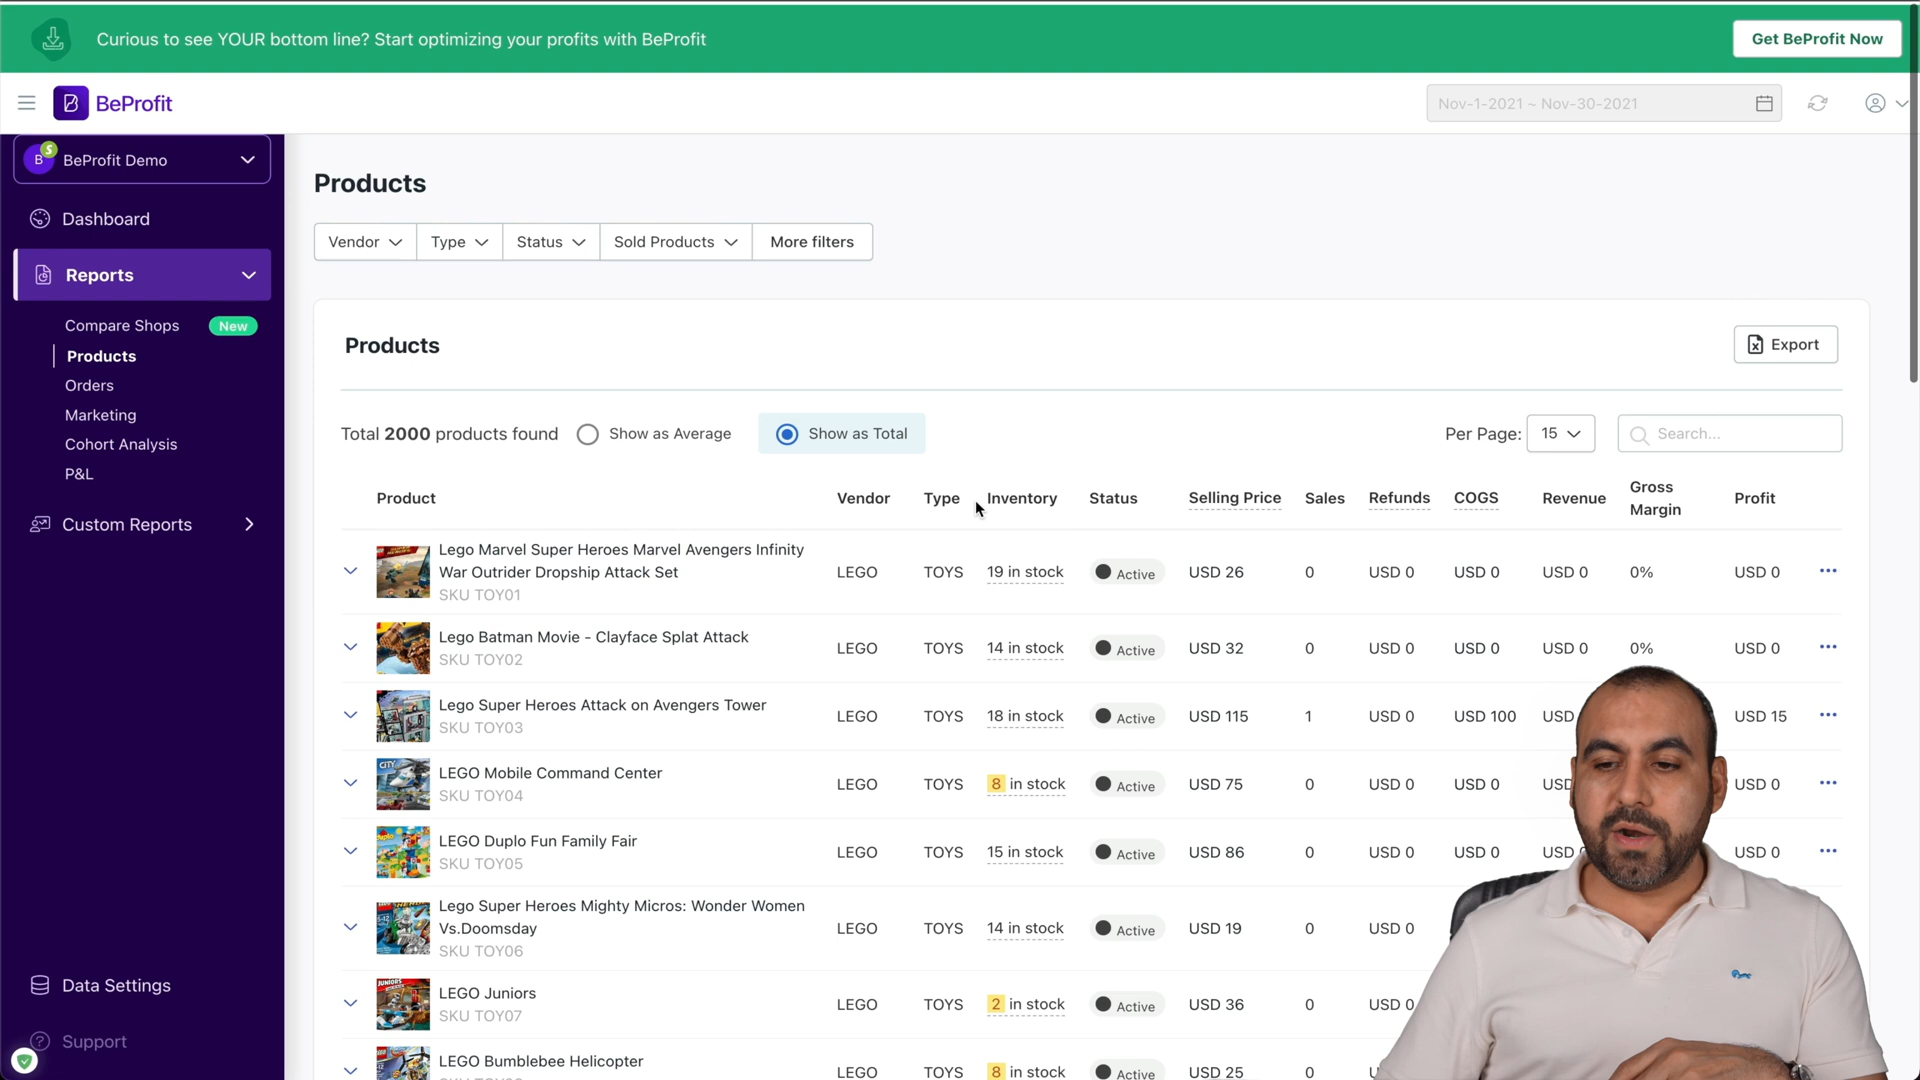 Curious to see YOUR bottom line? Start optimizing your profits with BeProfit
Get BeProfit Now
BeProfit
Nov-1-2021 ~ Nov-30-2021
B S BeProfit Demo
Dashboard
Reports
Compare Shops New
Products
Orders
Marketing
Cohort Analysis
P&L
Custom Reports
Data Settings
Support
Products
Vendor Type Status Sold Products More filters
Products
Export
Total 2000 products found Show as Average Show as Total Per Page: 15 Search...
Product Vendor Type Inventory Status Selling Price Sales Refunds COGS Revenue Gross Margin Profit
Lego Marvel Super Heroes Marvel Avengers Infinity
War Outrider Dropship Attack Set LEGO TOYS 19 in stock Active USD 26 0 USD 0 USD 0 USD 0 0% USD 0
SKU TOY01
Lego Batman Movie - Clayface Splat Attack
SKU TOY02 LEGO TOYS 14 in stock Active USD 32 0 USD 0 USD 0 USD 0 0% USD 0
Lego Super Heroes Attack on Avengers Tower
SKU TOY03 LEGO TOYS 18 in stock Active USD 115 1 USD 0 USD 100 USD USD 15
LEGO Mobile Command Center
SKU TOY04 LEGO TOYS 8 in stock Active USD 75 0 USD 0 USD 0 USD USD 0
LEGO Duplo Fun Family Fair
SKU TOY05 LEGO TOYS 15 in stock Active USD 86 0 USD 0 USD 0 USD USD 0
Lego Super Heroes Mighty Micros: Wonder Women
Vs.Doomsday LEGO TOYS 14 in stock Active USD 19 0 USD 0
SKU TOY06
LEGO Juniors
SKU TOY07 LEGO TOYS 2 in stock Active USD 36 0 USD 0
LEGO Bumblebee Helicopter
LEGO TOYS 8 in stock Active USD 25 0 USD 0